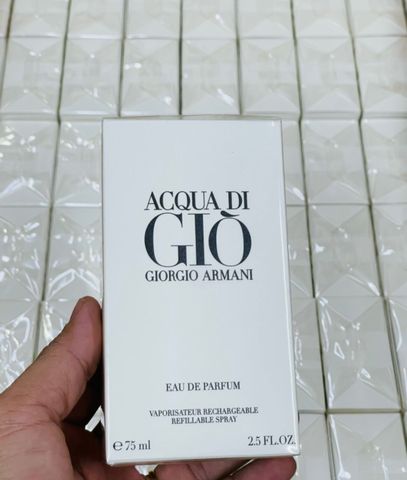 ACQUA DI
GIÒ
GIORGIO ARMANI
EAU DE PARFUM
VAPORISATEUR RECHARGEABLE
REFILLABLE SPRAY
℮ 75 ml 2.5 FL.OZ.